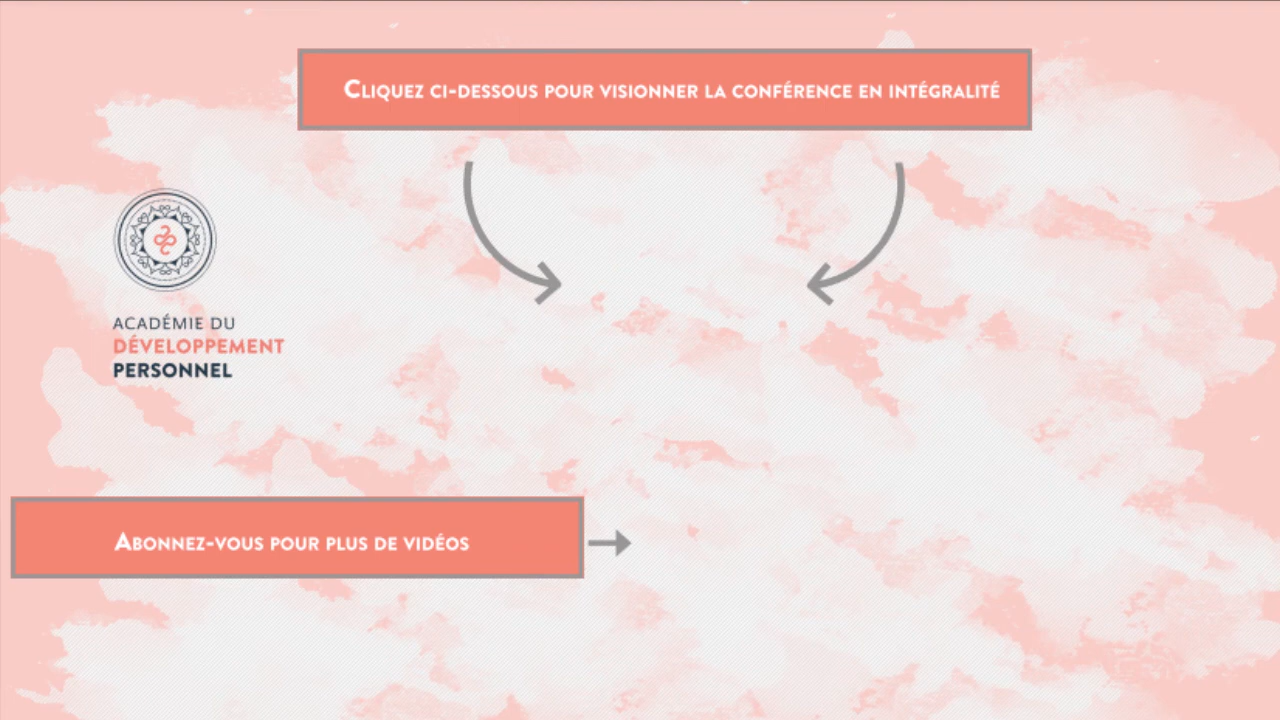 Cliquez ci-dessous pour visionner la conférence en intégralité
ACADÉMIE DU
DÉVELOPPEMENT
PERSONNEL
Abonnez-vous pour plus de vidéos